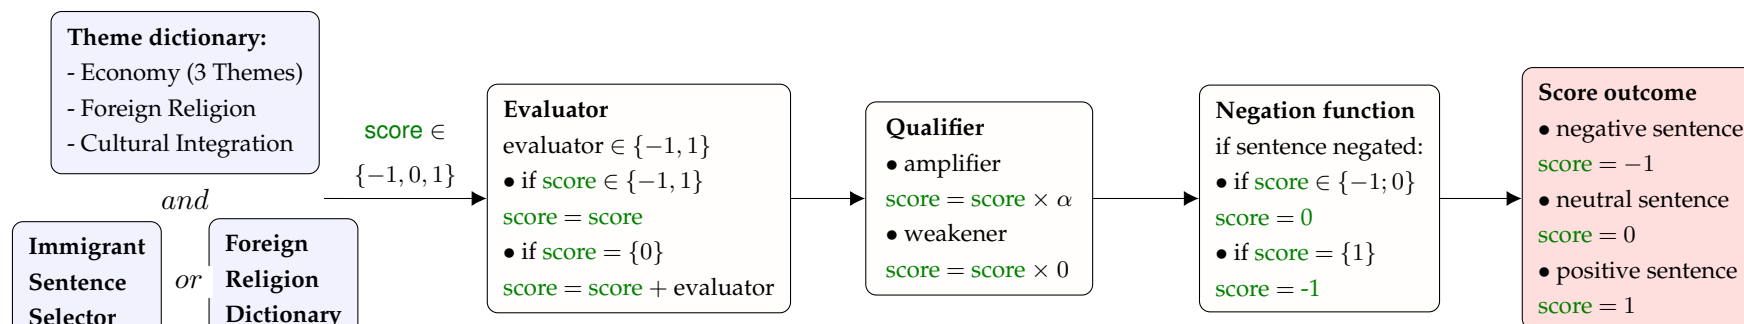 Theme dictionary:
- Economy (3 Themes)
- Foreign Religion
- Cultural Integration
and
Immigrant
Sentence
Selector
or
Foreign
Religion
Dictionary
score ∈
{−1, 0, 1}
Evaluator
evaluator ∈ {−1, 1}
• if score ∈ {−1, 1}
score = score
• if score = {0}
score = score + evaluator
Qualifier
• amplifier
score = score × α
• weakener
score = score × 0
Negation function
if sentence negated:
• if score ∈ {−1; 0}
score = 0
• if score = {1}
score = -1
Score outcome
• negative sentence
score = −1
• neutral sentence
score = 0
• positive sentence
score = 1